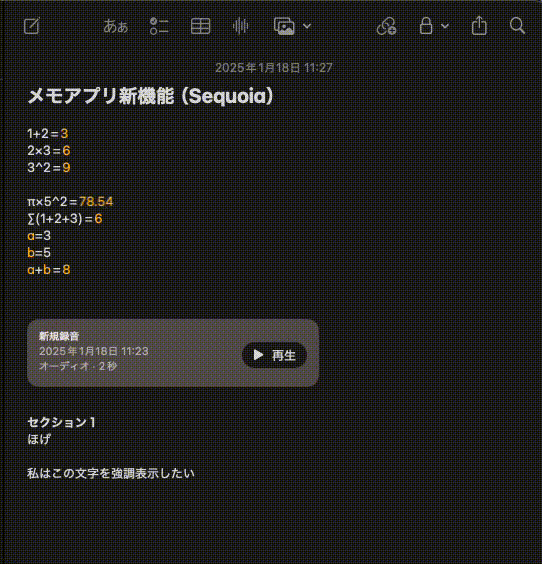 あぁ
2025年1月18日 11:27
メモアプリ新機能（Sequoia）
1+2=3
2×3=6
3^2=9
π×5^2=78.54
∑(1+2+3)=6
a=3
b=5
a+b=8
新規録音
2025年1月18日 11:23
オーディオ · 2秒
再生
セクション 1
ほげ
私はこの文字を強調表示したい